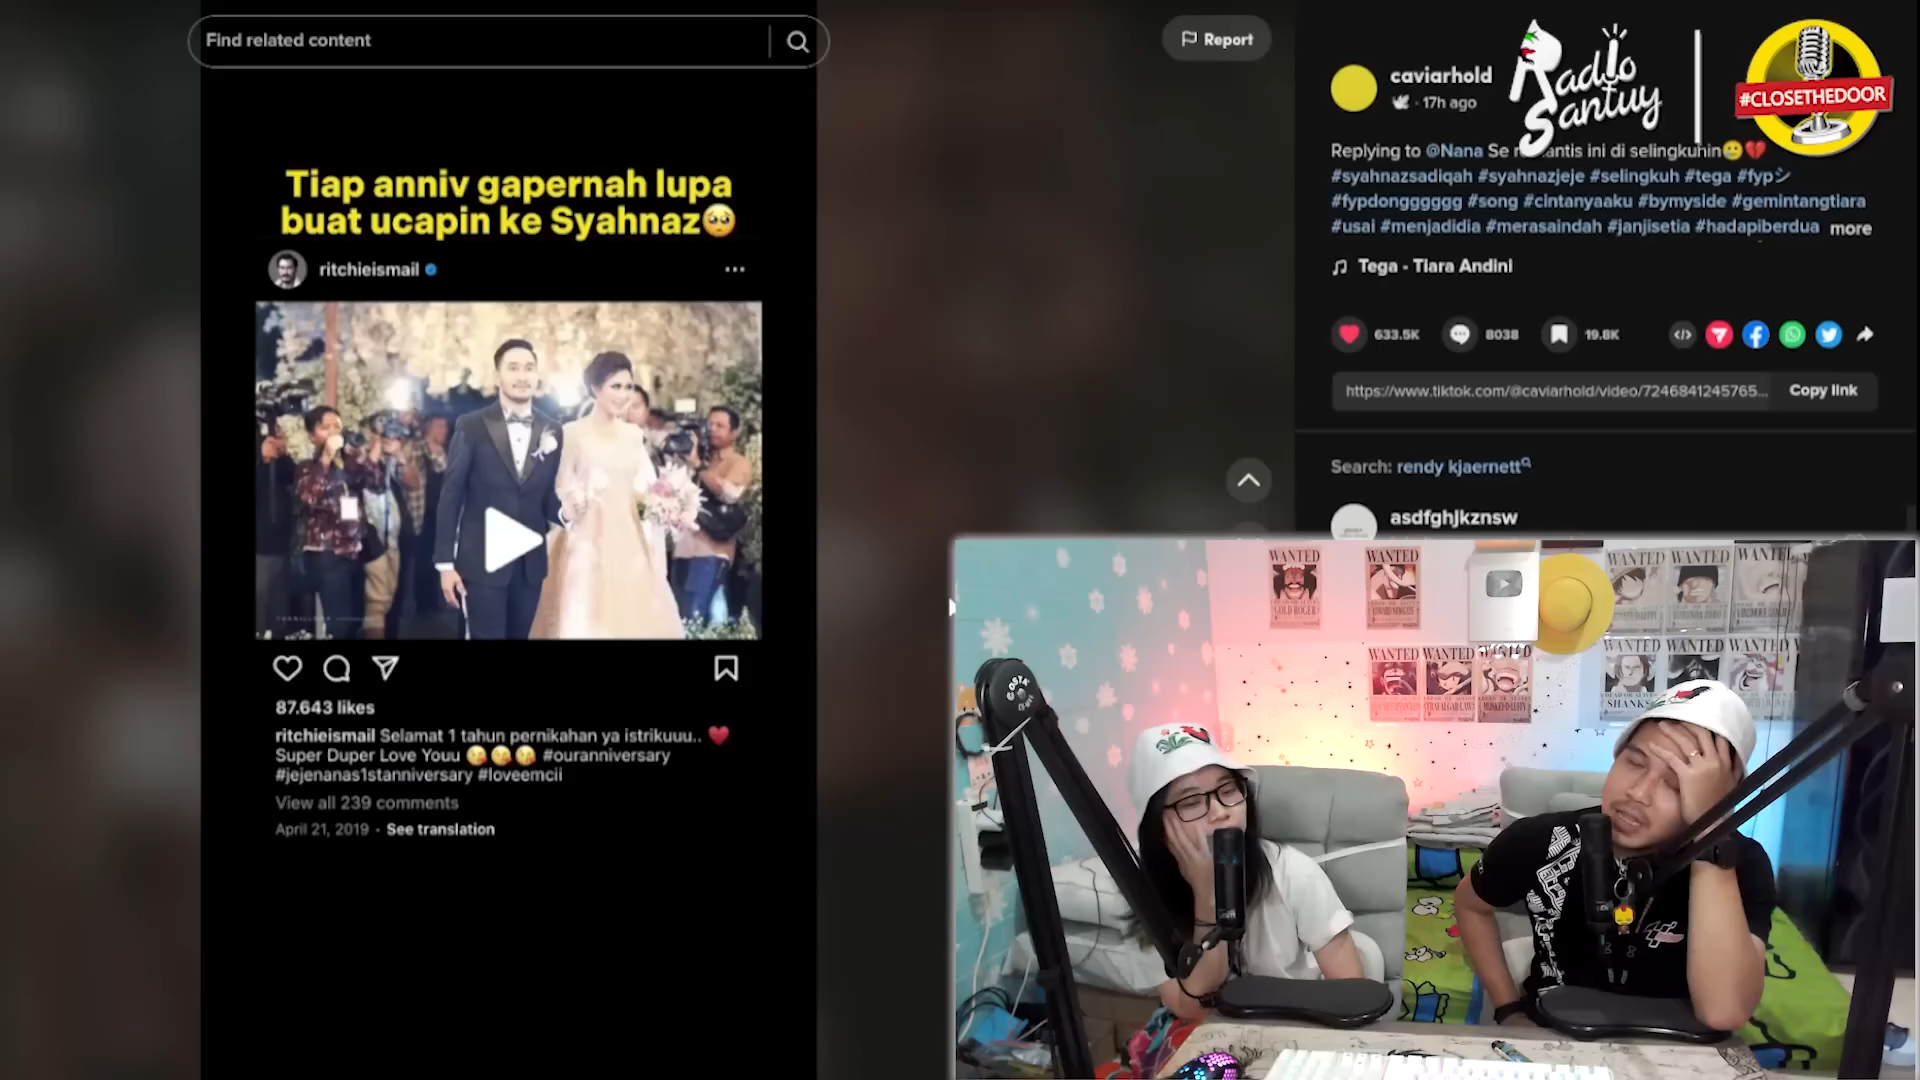 Find related content
Report
Tiap anniv gapernah lupa
buat ucapin ke Syahnaz🥺
ritchieismail
87.643 likes
ritchieismail Selamat 1 tahun pernikahan ya istrikuuu.. ❤️
Super Duper Love Youu 😘😘😘 #ouranniversary
#jejenanas1stanniversary #loveemcii
View all 239 comments
April 21, 2019 · See translation
caviarhold
· 17h ago
Radio
Santuy
#CLOSETHEDOOR
Replying to @Nana Se ini di selingkuhin🥲💔
#syahnazsadiqah #syahnazjeje #selingkuh #tega #fypシ
#fypdongggggg #song #cintanyaaku #bymyside #gemintangtiara
#usai #menjadidia #merasaindah #janjisetia #hadapiberdua more
Tega - Tiara Andini
633.5K 8038 19.8K
https://www.tiktok.com/@caviarhold/video/7246841245765... Copy link
Search: rendy kjaernett
asdfghjkznsw
WANTED WANTED WANTED WANTED WANTED
GOLD ROGER
WANTED WANTED WANTED WANTED WANTED WANTED
SHANKS